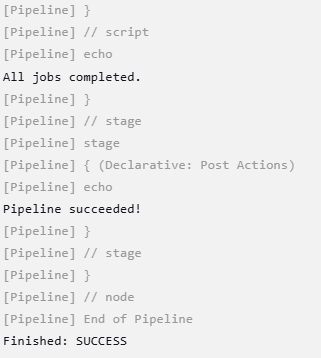 [Pipeline] }
[Pipeline] // script
[Pipeline] echo
All jobs completed.
[Pipeline] }
[Pipeline] // stage
[Pipeline] stage
[Pipeline] { (Declarative: Post Actions)
[Pipeline] echo
Pipeline succeeded!
[Pipeline] }
[Pipeline] // stage
[Pipeline] }
[Pipeline] // node
[Pipeline] End of Pipeline
Finished: SUCCESS